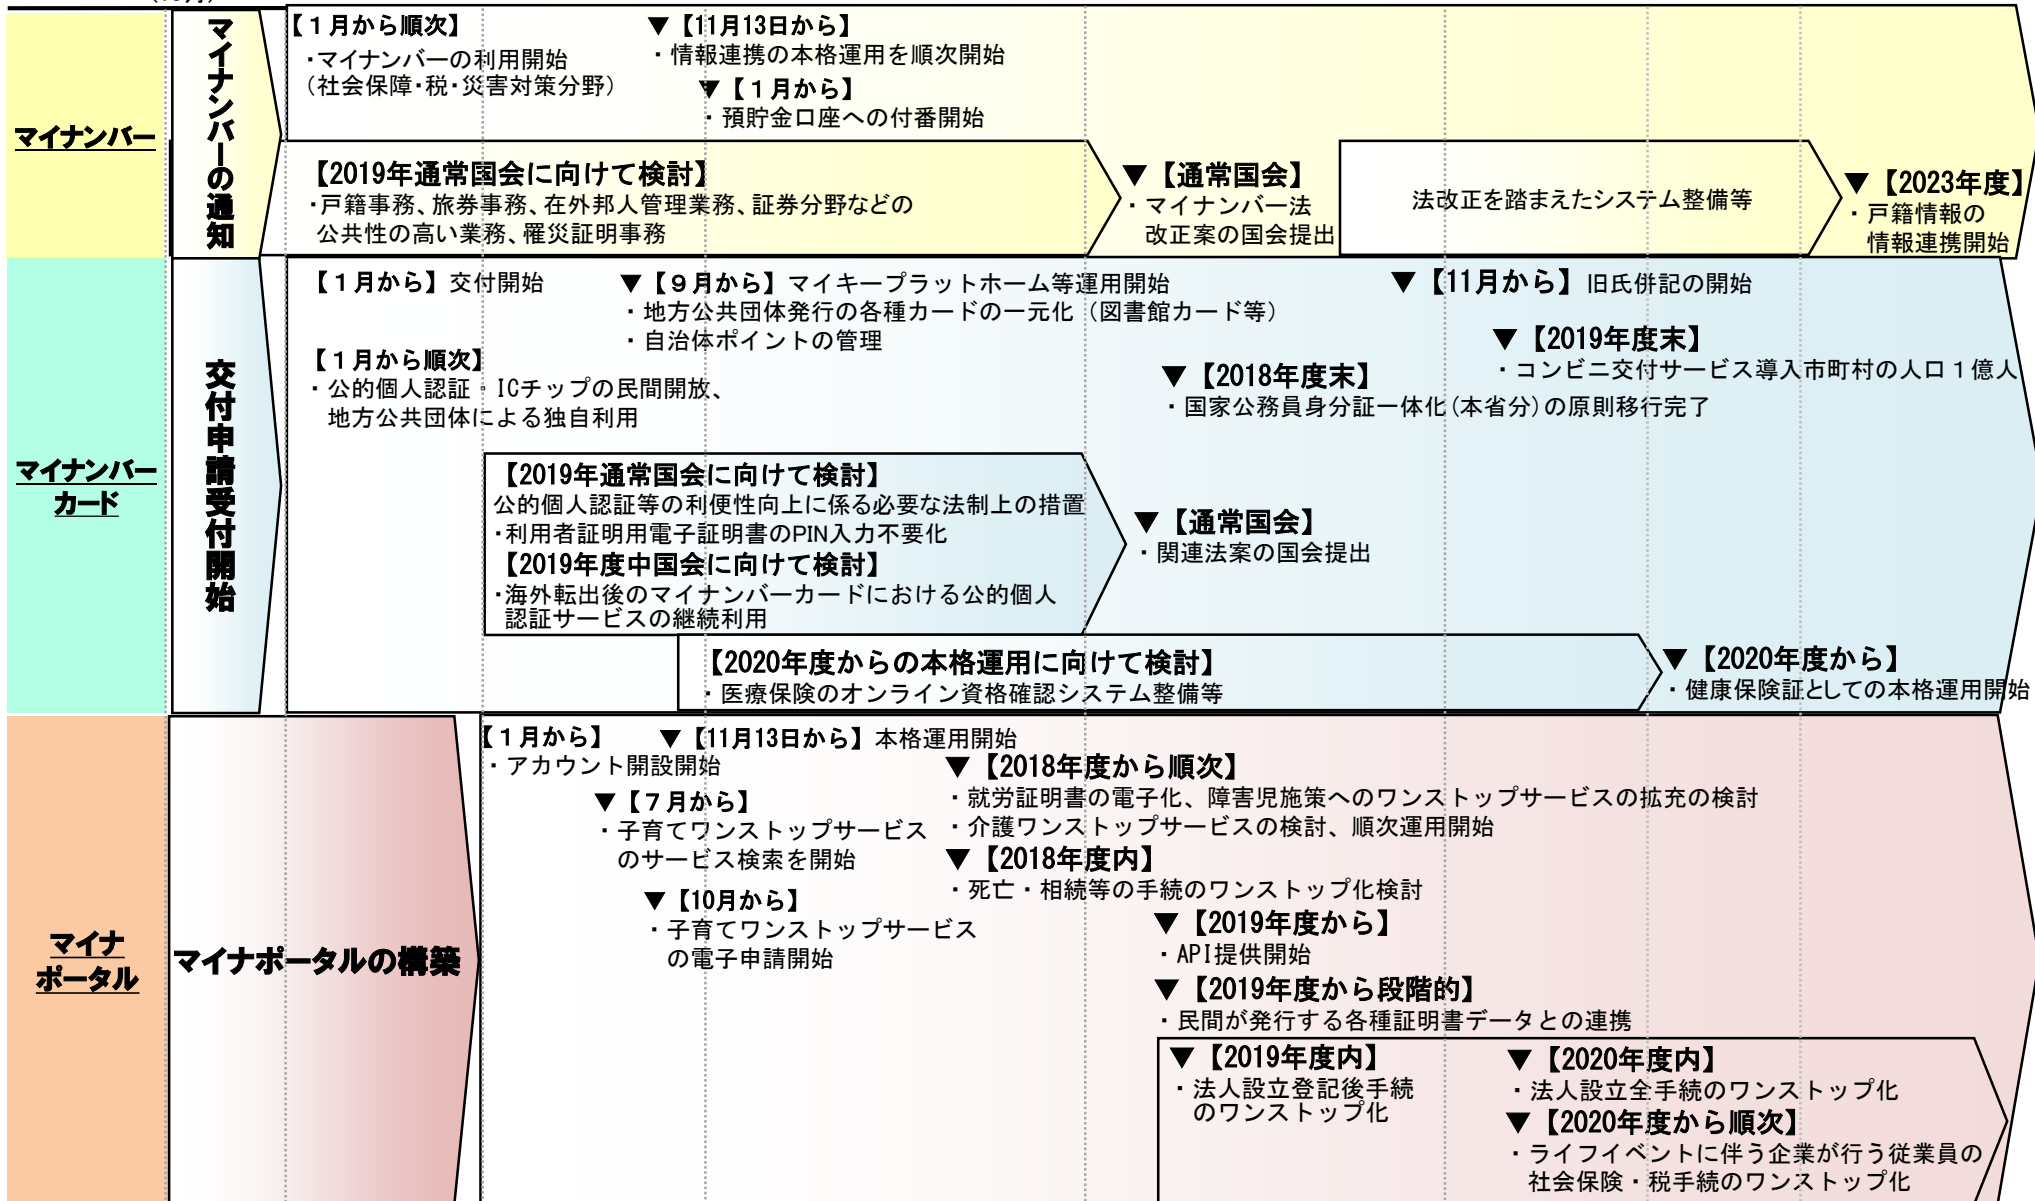 マイナンバー
マイナンバーの通知
【１月から順次】
・マイナンバーの利用開始
(社会保障・税・災害対策分野)
▼【11月13日から】
・情報連携の本格運用を順次開始
▼【１月から】
・預貯金口座への付番開始
【2019年通常国会に向けて検討】
・戸籍事務、旅券事務、在外邦人管理業務、証券分野などの
公共性の高い業務、罹災証明事務
▼【通常国会】
・マイナンバー法
改正案の国会提出
法改正を踏まえたシステム整備等
▼【2023年度】
・戸籍情報の
情報連携開始
マイナンバー
カード
交付申請受付開始
【１月から】交付開始
▼【９月から】マイキープラットホーム等運用開始
・地方公共団体発行の各種カードの一元化（図書館カード等）
・自治体ポイントの管理
▼【11月から】旧氏併記の開始
【１月から順次】
・公的個人認証・ICチップの民間開放、
地方公共団体による独自利用
▼【2019年度末】
・コンビニ交付サービス導入市町村の人口１億人
▼【2018年度末】
・国家公務員身分証一体化(本省分)の原則移行完了
【2019年通常国会に向けて検討】
公的個人認証等の利便性向上に係る必要な法制上の措置
・利用者証明用電子証明書のPIN入力不要化
【2019年度中国会に向けて検討】
・海外転出後のマイナンバーカードにおける公的個人
認証サービスの継続利用
▼【通常国会】
・関連法案の国会提出
【2020年度からの本格運用に向けて検討】
・医療保険のオンライン資格確認システム整備等
▼【2020年度から】
・健康保険証としての本格運用開始
マイナ
ポータル
マイナポータルの構築
【１月から】
・アカウント開設開始
▼【11月13日から】本格運用開始
▼【７月から】
・子育てワンストップサービス
のサービス検索を開始
▼【10月から】
・子育てワンストップサービス
の電子申請開始
▼【2018年度から順次】
・就労証明書の電子化、障害児施策へのワンストップサービスの拡充の検討
・介護ワンストップサービスの検討、順次運用開始
▼【2018年度内】
・死亡・相続等の手続のワンストップ化検討
▼【2019年度から】
・API提供開始
▼【2019年度から段階的】
・民間が発行する各種証明書データとの連携
▼【2019年度内】
・法人設立登記後手続
のワンストップ化
▼【2020年度内】
・法人設立全手続のワンストップ化
▼【2020年度から順次】
・ライフイベントに伴う企業が行う従業員の
社会保険・税手続のワンストップ化